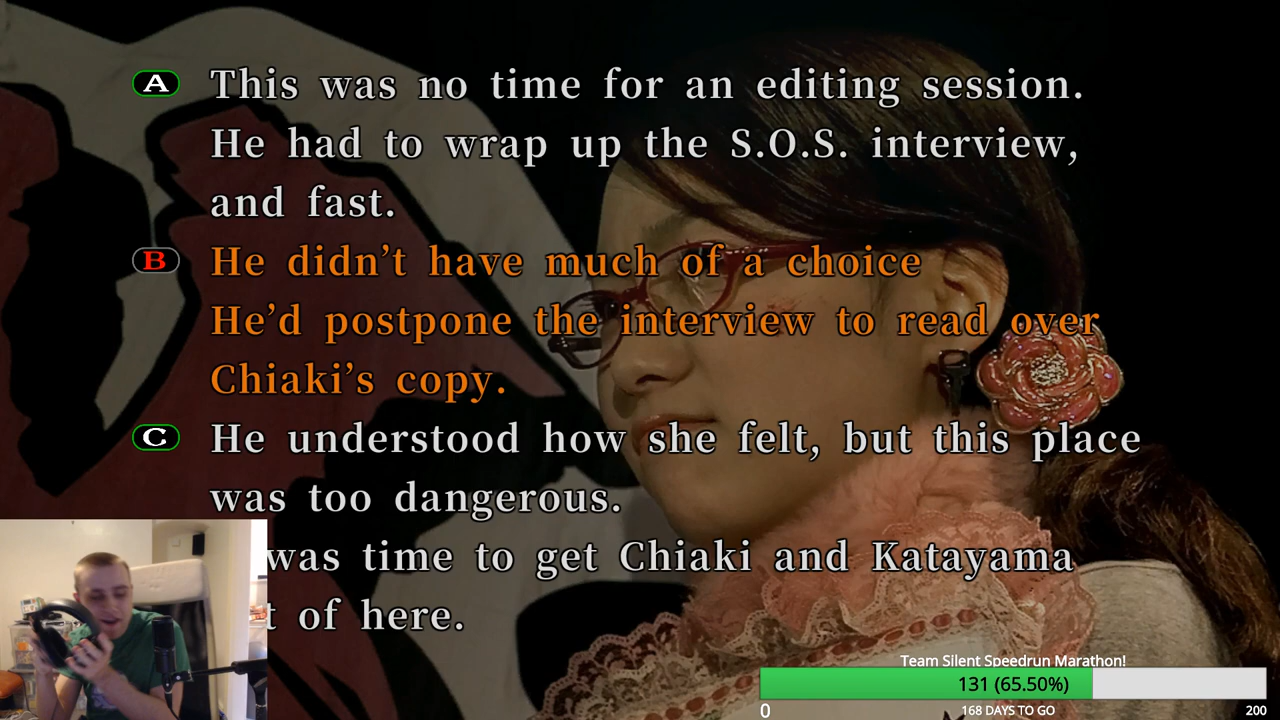 A This was no time for an editing session.
He had to wrap up the S.O.S. interview,
and fast.
B He didn't have much of a choice
He'd postpone the interview to read over
Chiaki's copy.
C He understood how she felt, but this place
was too dangerous.
was time to get Chiaki and Katayama
t of here.
Team Silent Speedrun Marathon!
131 (65.50%)
0 168 DAYS TO GO 200